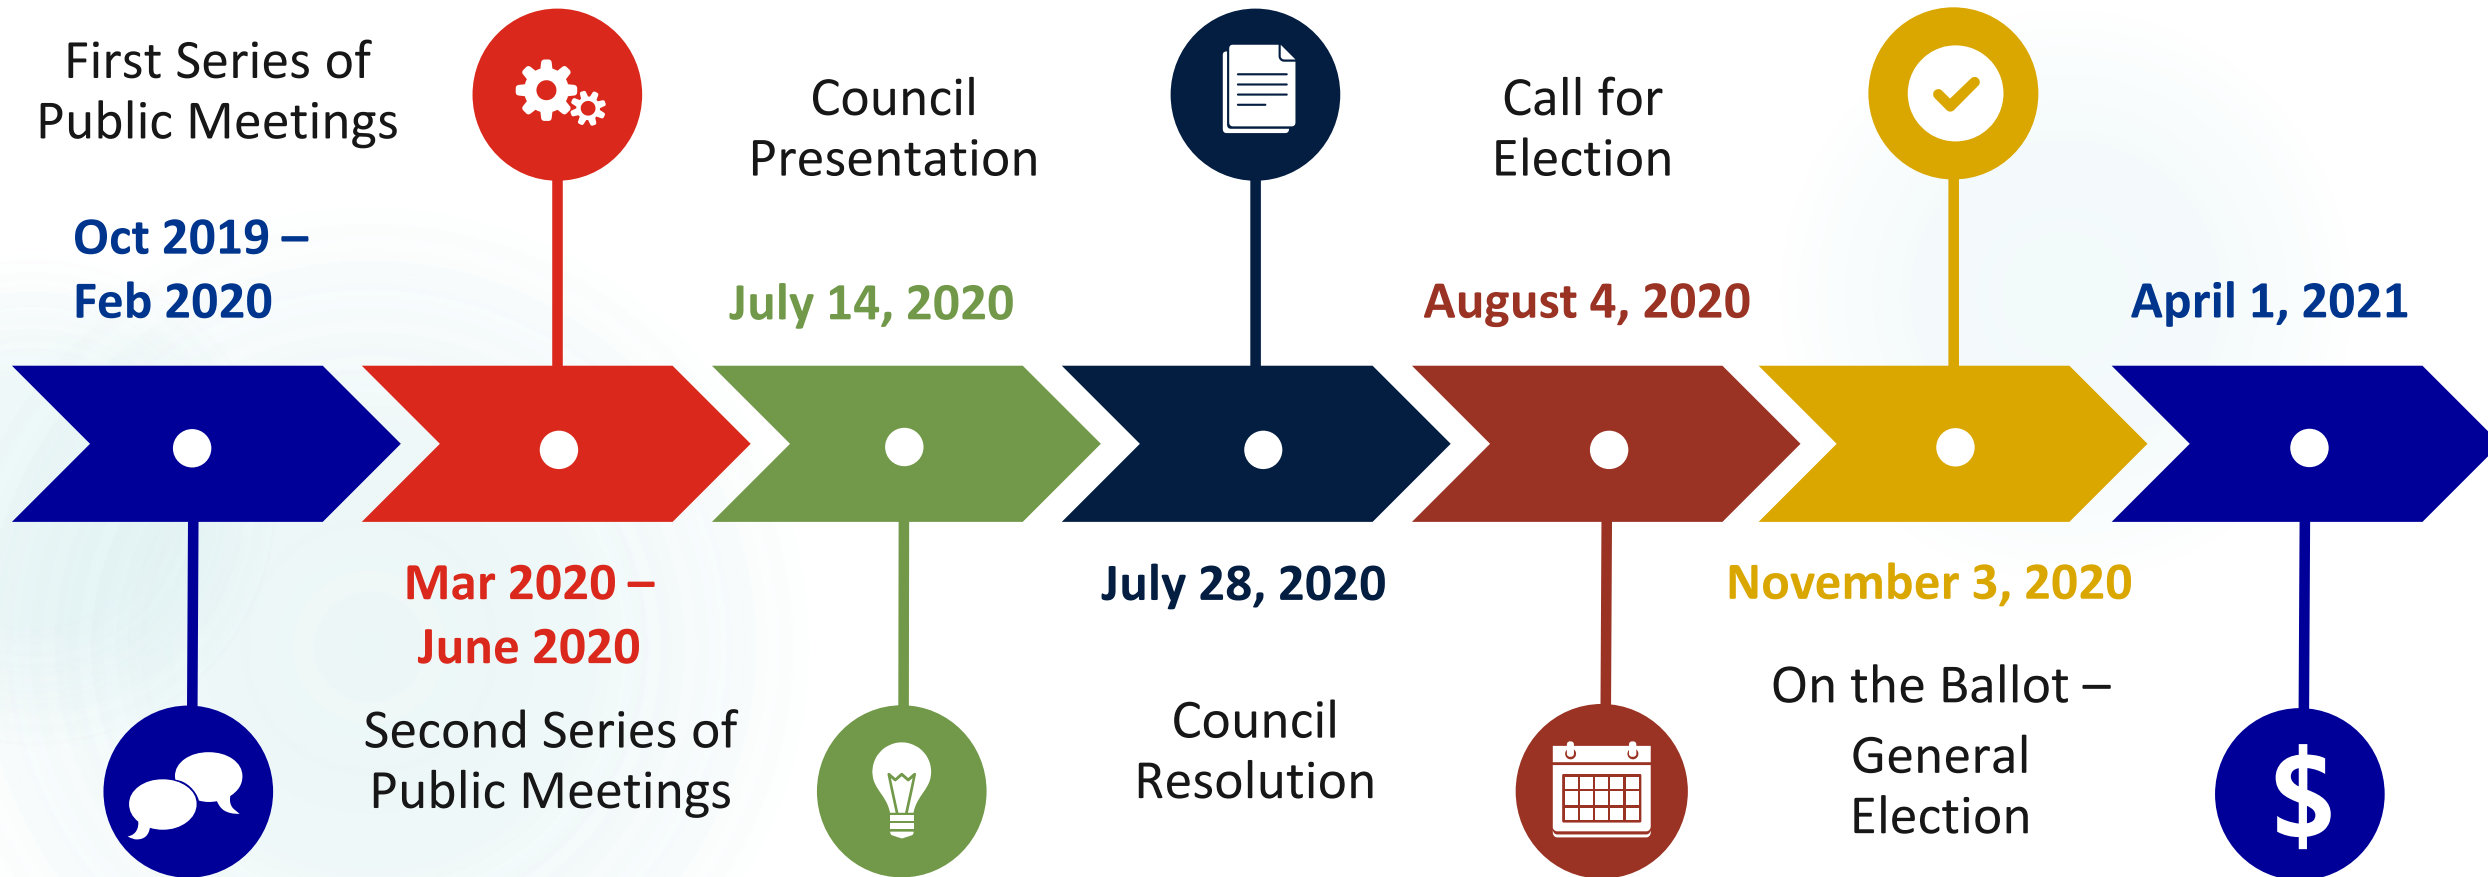 First Series of
Public Meetings
Oct 2019 –
Feb 2020
Mar 2020 –
June 2020
Second Series of
Public Meetings
Council
Presentation
July 14, 2020
July 28, 2020
Council
Resolution
Call for
Election
August 4, 2020
November 3, 2020
On the Ballot –
General
Election
April 1, 2021
$